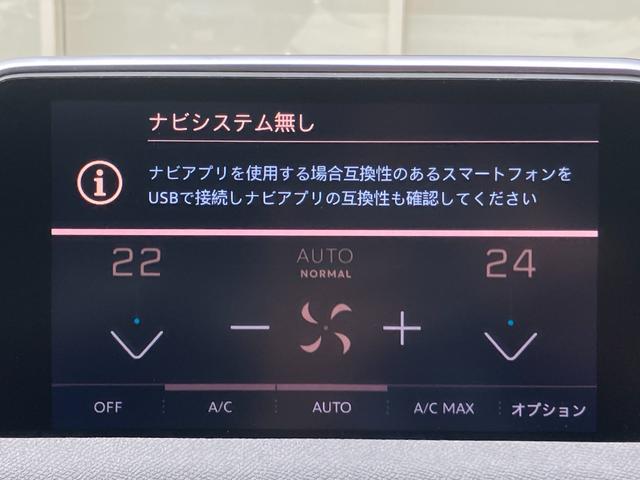 ナビシステム無し
ナビアプリを使用する場合互換性のあるスマートフォンを
USBで接続しナビアプリの互換性も確認してください
22 AUTO 24
NORMAL
OFF A/C AUTO A/C MAX オプション